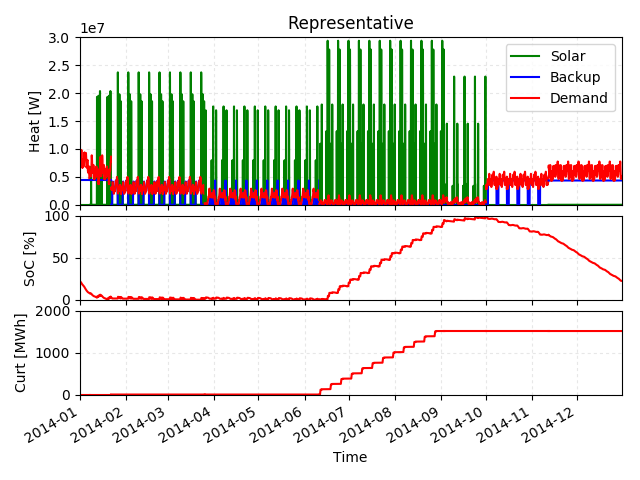 Representative
1e7
3.0
2.5
2.0
1.5
1.0
0.5
0.0
Heat [W]
Solar
Backup
Demand
100
50
0
SoC [%]
2000
1000
0
Curt [MWh]
2014-01
2014-02
2014-03
2014-04
2014-05
2014-06
2014-07
2014-08
2014-09
2014-10
2014-11
2014-12
Time